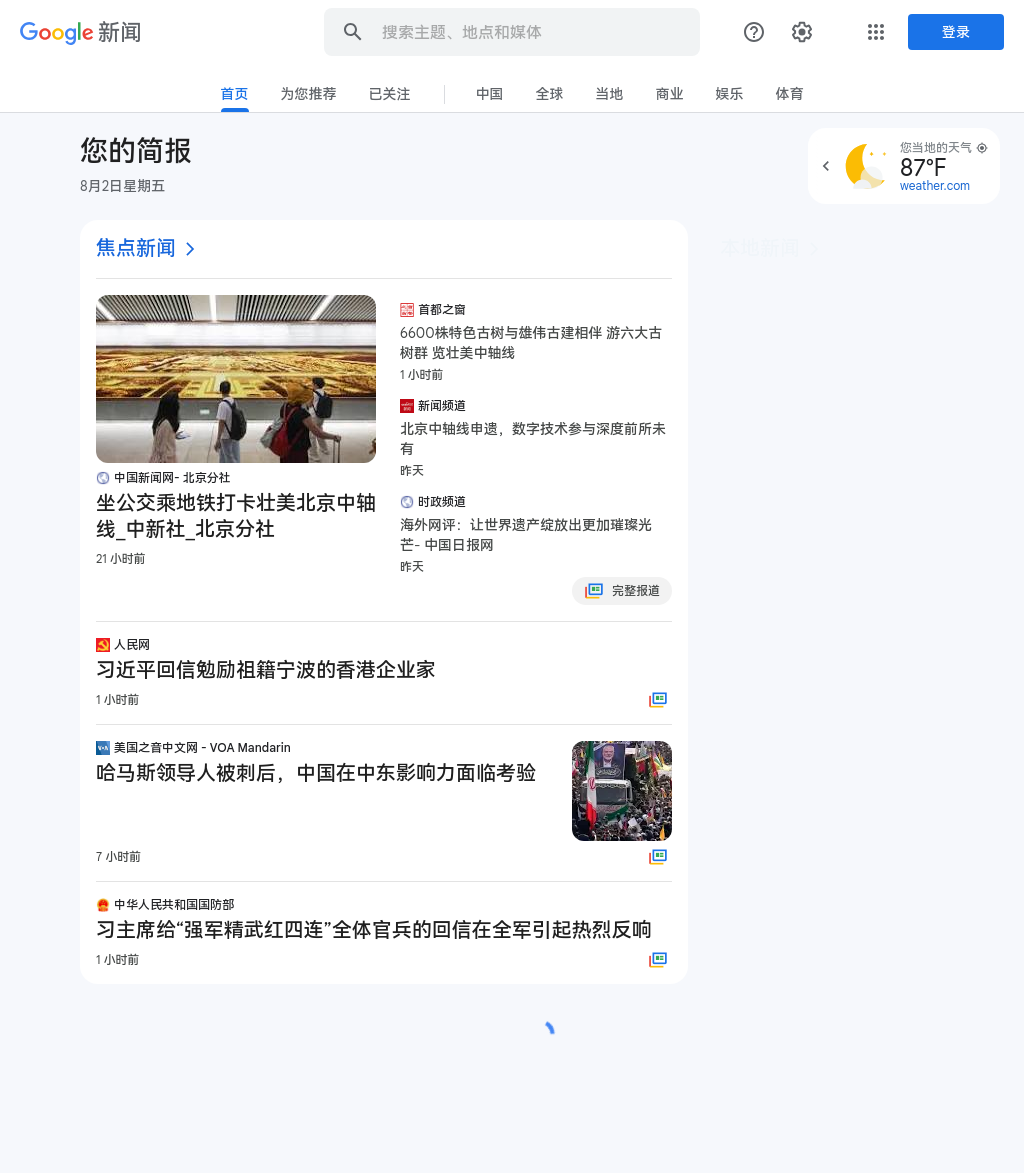 Google 新闻
搜索主题、地点和媒体
登录
首页
为您推荐
已关注
中国
全球
当地
商业
娱乐
体育
您的简报
8月2日星期五
您当地的天气
87°F
weather.com
焦点新闻
本地新闻
中国新闻网- 北京分社
坐公交乘地铁打卡壮美北京中轴
线_中新社_北京分社
21 小时前
首都之窗
6600株特色古树与雄伟古建相伴 游六大古
树群 览壮美中轴线
1 小时前
新闻频道
北京中轴线申遗，数字技术参与深度前所未
有
昨天
时政频道
海外网评：让世界遗产绽放出更加璀璨光
芒- 中国日报网
昨天
完整报道
人民网
习近平回信勉励祖籍宁波的香港企业家
1 小时前
VOA
美国之音中文网 - VOA Mandarin
哈马斯领导人被刺后，中国在中东影响力面临考验
7 小时前
中华人民共和国国防部
习主席给“强军精武红四连”全体官兵的回信在全军引起热烈反响
1 小时前